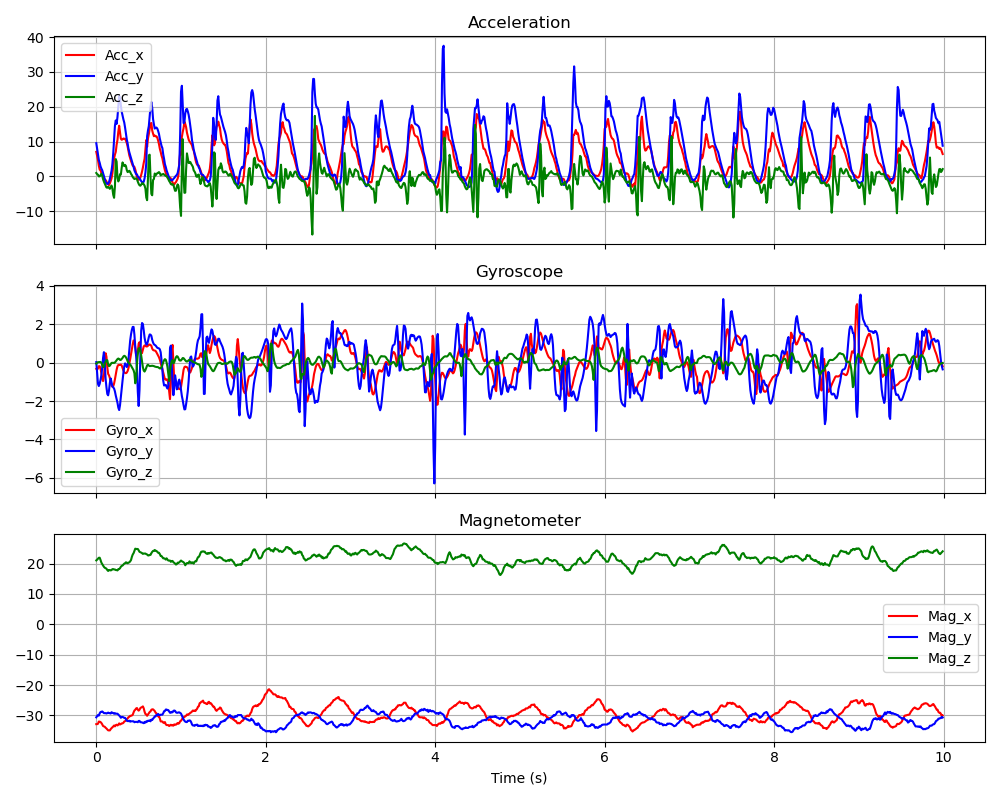 Acceleration
40
30
20
10
0
−10
Acc_x
Acc_y
Acc_z
Gyroscope
4
2
0
−2
−4
−6
Gyro_x
Gyro_y
Gyro_z
Magnetometer
20
10
0
−10
−20
−30
Mag_x
Mag_y
Mag_z
0 2 4 6 8 10
Time (s)